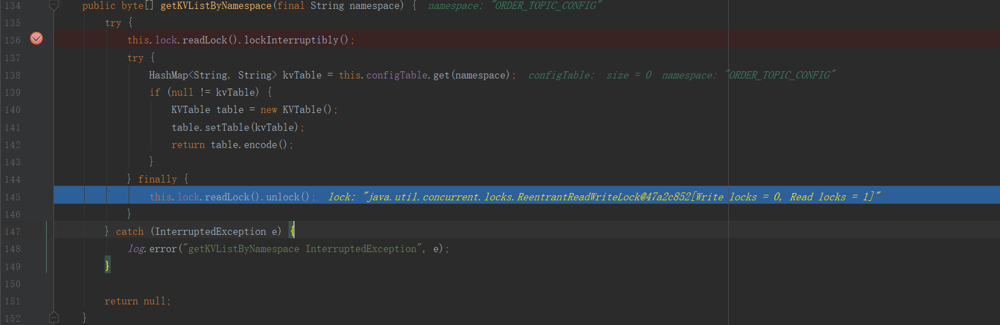 134 public byte[] getKVListByNamespace(final String namespace) { namespace: "ORDER_TOPIC_CONFIG"
135 try {
136 this.lock.readLock().lockInterruptibly();
137 try {
138 HashMap<String, String> kvTable = this.configTable.get(namespace); configTable: size = 0 namespace: "ORDER_TOPIC_CONFIG"
139 if (null != kvTable) {
140 KVTable table = new KVTable();
141 table.setTable(kvTable);
142 return table.encode();
143 }
144 } finally {
145 this.lock.readLock().unlock(); lock: "java.util.concurrent.locks.ReentrantReadWriteLock@47a2c852[Write locks = 0, Read locks = 1]"
146 }
147 } catch (InterruptedException e) {
148 log.error("getKVListByNamespace InterruptedException", e);
149 }
150
151 return null;
152 }